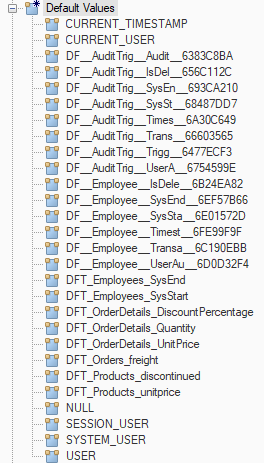 Default Values
CURRENT_TIMESTAMP
CURRENT_USER
DF__AuditTrig__Audit__6383C8BA
DF__AuditTrig__IsDel__656C112C
DF__AuditTrig__SysEn__693CA210
DF__AuditTrig__SysSt__68487DD7
DF__AuditTrig__Times__6A30C649
DF__AuditTrig__Trans__66603565
DF__AuditTrig__Trigg__6477ECF3
DF__AuditTrig__UserA__6754599E
DF__Employee__IsDele__6B24EA82
DF__Employee__SysEnd__6EF57B66
DF__Employee__SysSta__6E01572D
DF__Employee__Timest__6FE99F9F
DF__Employee__Transa__6C190EBB
DF__Employee__UserAu__6D0D32F4
DFT_Employees_SysEnd
DFT_Employees_SysStart
DFT_OrderDetails_DiscountPercentage
DFT_OrderDetails_Quantity
DFT_OrderDetails_UnitPrice
DFT_Orders_freight
DFT_Products_discontinued
DFT_Products_unitprice
NULL
SESSION_USER
SYSTEM_USER
USER